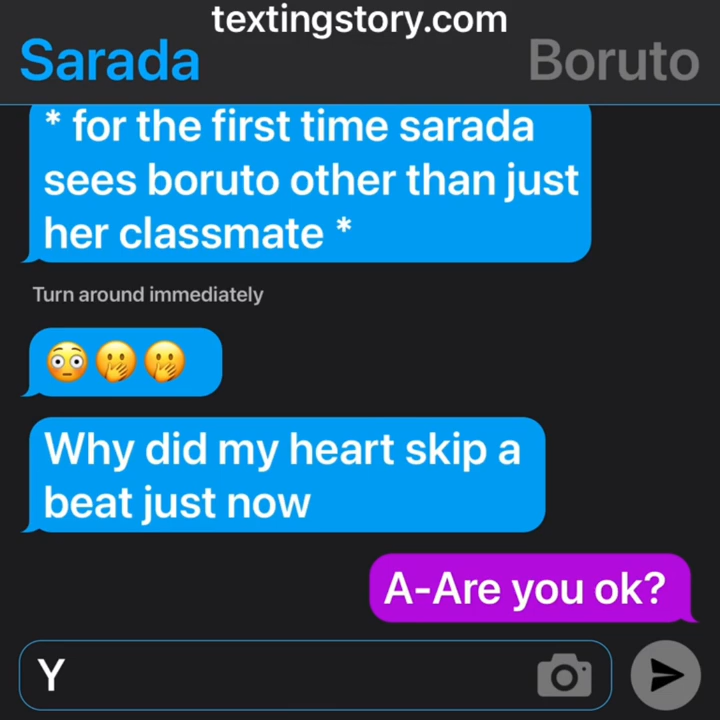 textingstory.com
Sarada Boruto
* for the first time sarada
sees boruto other than just
her classmate *
Turn around immediately
😳🤭🤭
Why did my heart skip a
beat just now
A-Are you ok?
Y